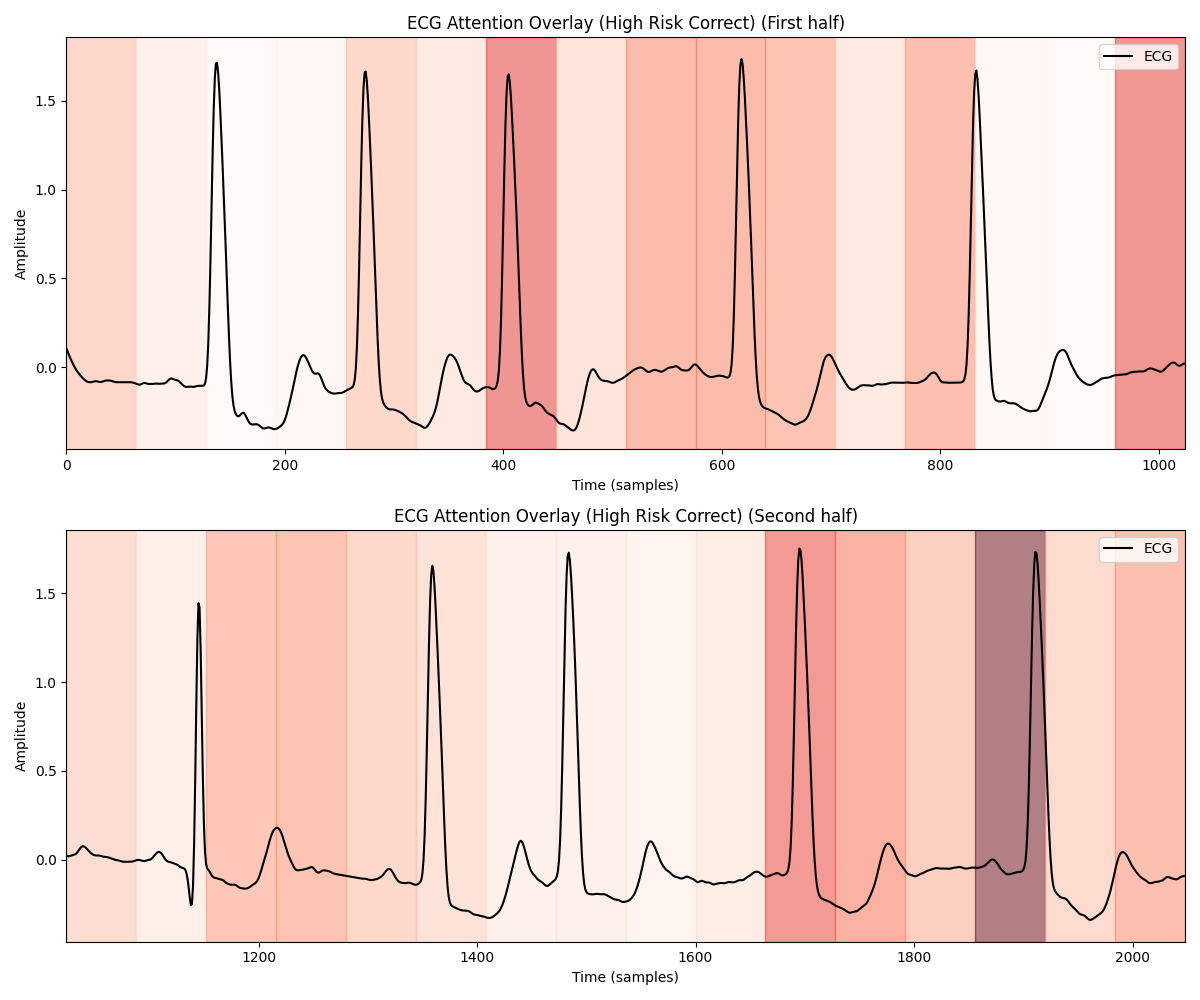 ECG Attention Overlay (High Risk Correct) (First half)
ECG
Amplitude
1.5
1.0
0.5
0.0
0 200 400 600 800 1000
Time (samples)
ECG Attention Overlay (High Risk Correct) (Second half)
ECG
Amplitude
1.5
1.0
0.5
0.0
1200 1400 1600 1800 2000
Time (samples)